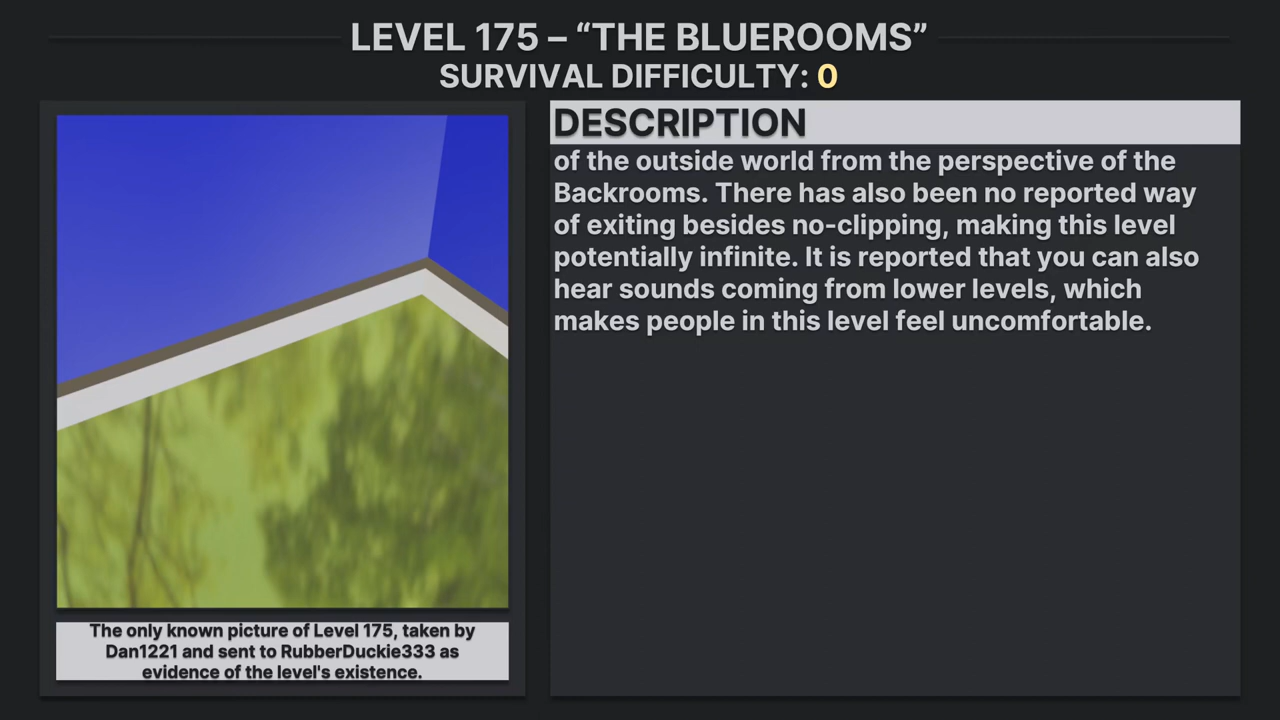 LEVEL 175 – “THE BLUEROOMS”
SURVIVAL DIFFICULTY: 0
The only known picture of Level 175, taken by
Dan1221 and sent to RubberDuckie333 as
evidence of the level's existence.
DESCRIPTION
of the outside world from the perspective of the
Backrooms. There has also been no reported way
of exiting besides no-clipping, making this level
potentially infinite. It is reported that you can also
hear sounds coming from lower levels, which
makes people in this level feel uncomfortable.